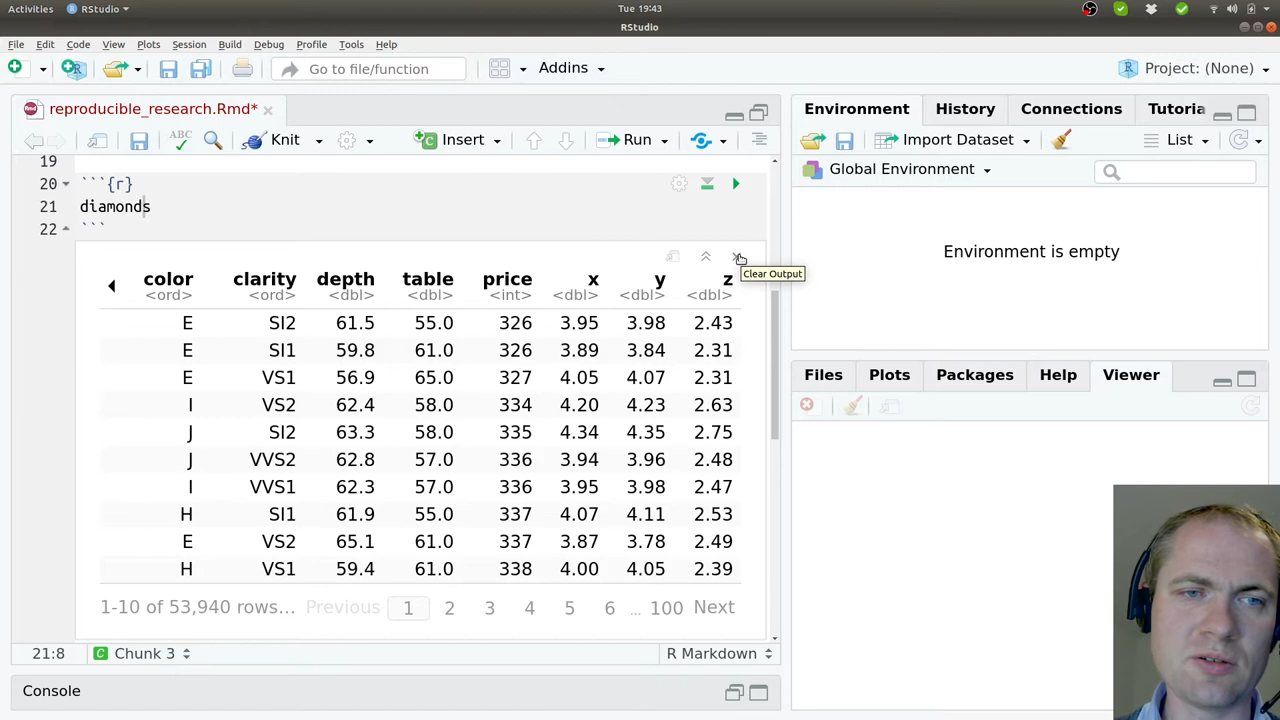 Activities RStudio Tue 19:43
RStudio
File Edit Code View Plots Session Build Debug Profile Tools Help
Go to file/function Addins Project: (None)
reproducible_research.Rmd*
ABC Knit Insert Run
19
20 ```{r}
21 diamonds
22 ```
Clear Output
color clarity depth table price x y z
<ord> <ord> <dbl> <dbl> <int> <dbl> <dbl> <dbl>
E SI2 61.5 55.0 326 3.95 3.98 2.43
E SI1 59.8 61.0 326 3.89 3.84 2.31
E VS1 56.9 65.0 327 4.05 4.07 2.31
I VS2 62.4 58.0 334 4.20 4.23 2.63
J SI2 63.3 58.0 335 4.34 4.35 2.75
J VVS2 62.8 57.0 336 3.94 3.96 2.48
I VVS1 62.3 57.0 336 3.95 3.98 2.47
H SI1 61.9 55.0 337 4.07 4.11 2.53
E VS2 65.1 61.0 337 3.87 3.78 2.49
H VS1 59.4 61.0 338 4.00 4.05 2.39
1-10 of 53,940 rows... Previous 1 2 3 4 5 6 ... 100 Next
21:8 Chunk 3 R Markdown
Console
Environment History Connections Tutoria
Import Dataset List
Global Environment
Environment is empty
Files Plots Packages Help Viewer